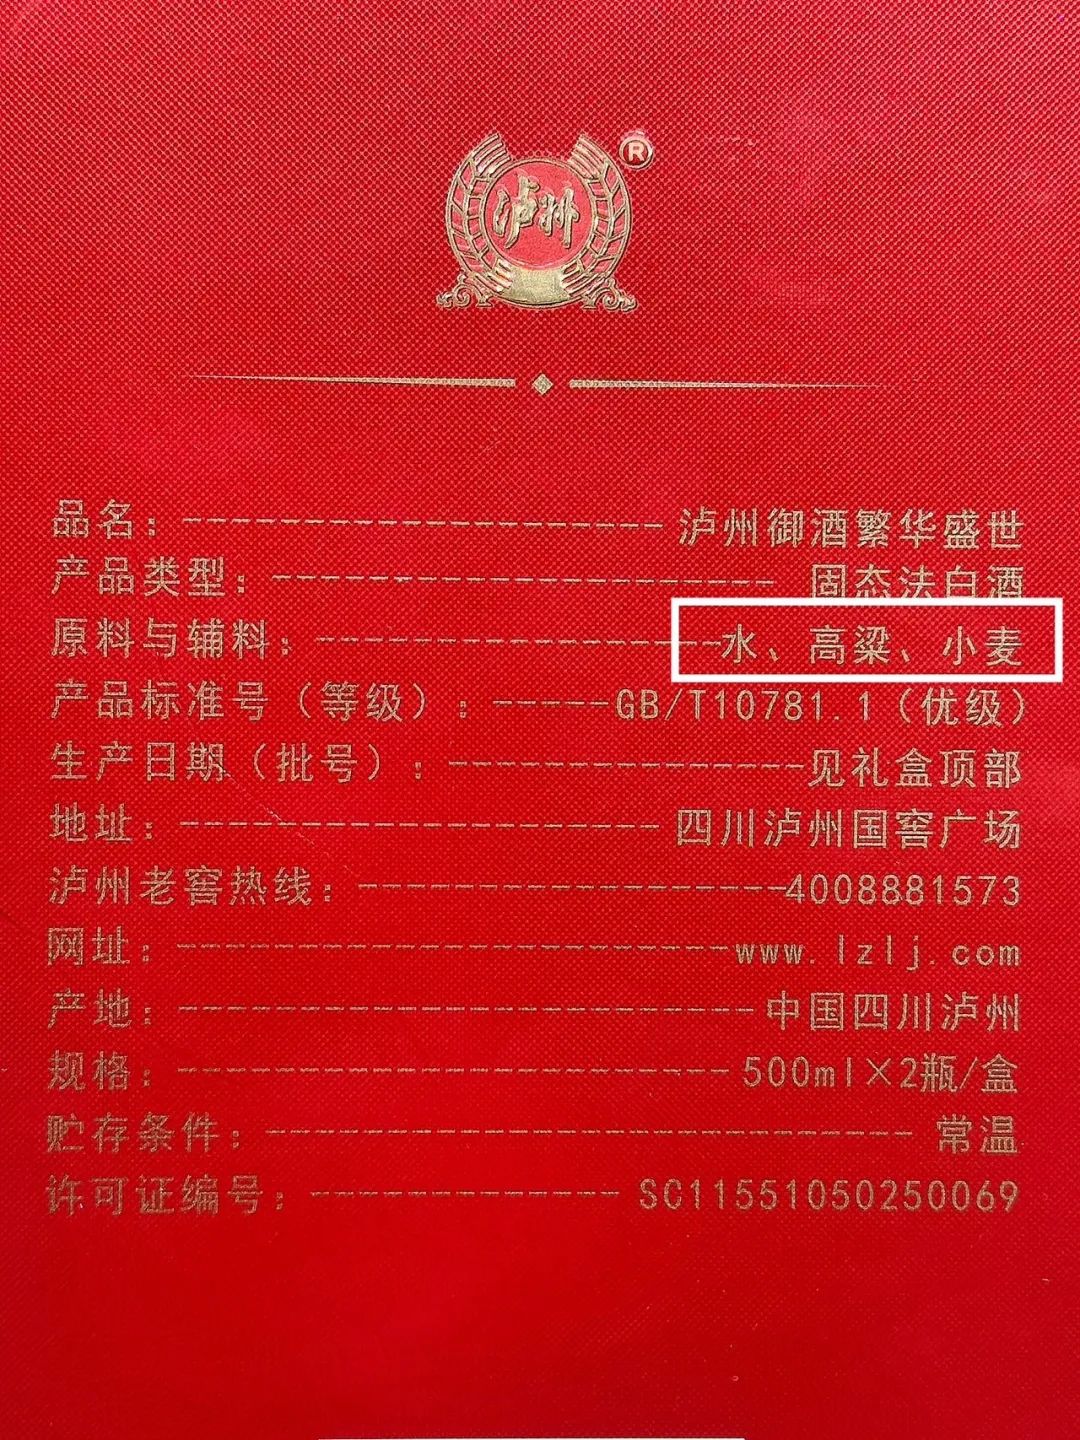 泸州®
品名：泸州御酒繁华盛世
产品类型：固态法白酒
原料与辅料：水、高粱、小麦
产品标准号（等级）：GB/T10781.1（优级）
生产日期（批号）：见礼盒顶部
地址：四川泸州国窖广场
泸州老窖热线：4008881573
网址：www.lzlj.com
产地：中国四川泸州
规格：500ml×2瓶/盒
贮存条件：常温
许可证编号：SC11551050250069